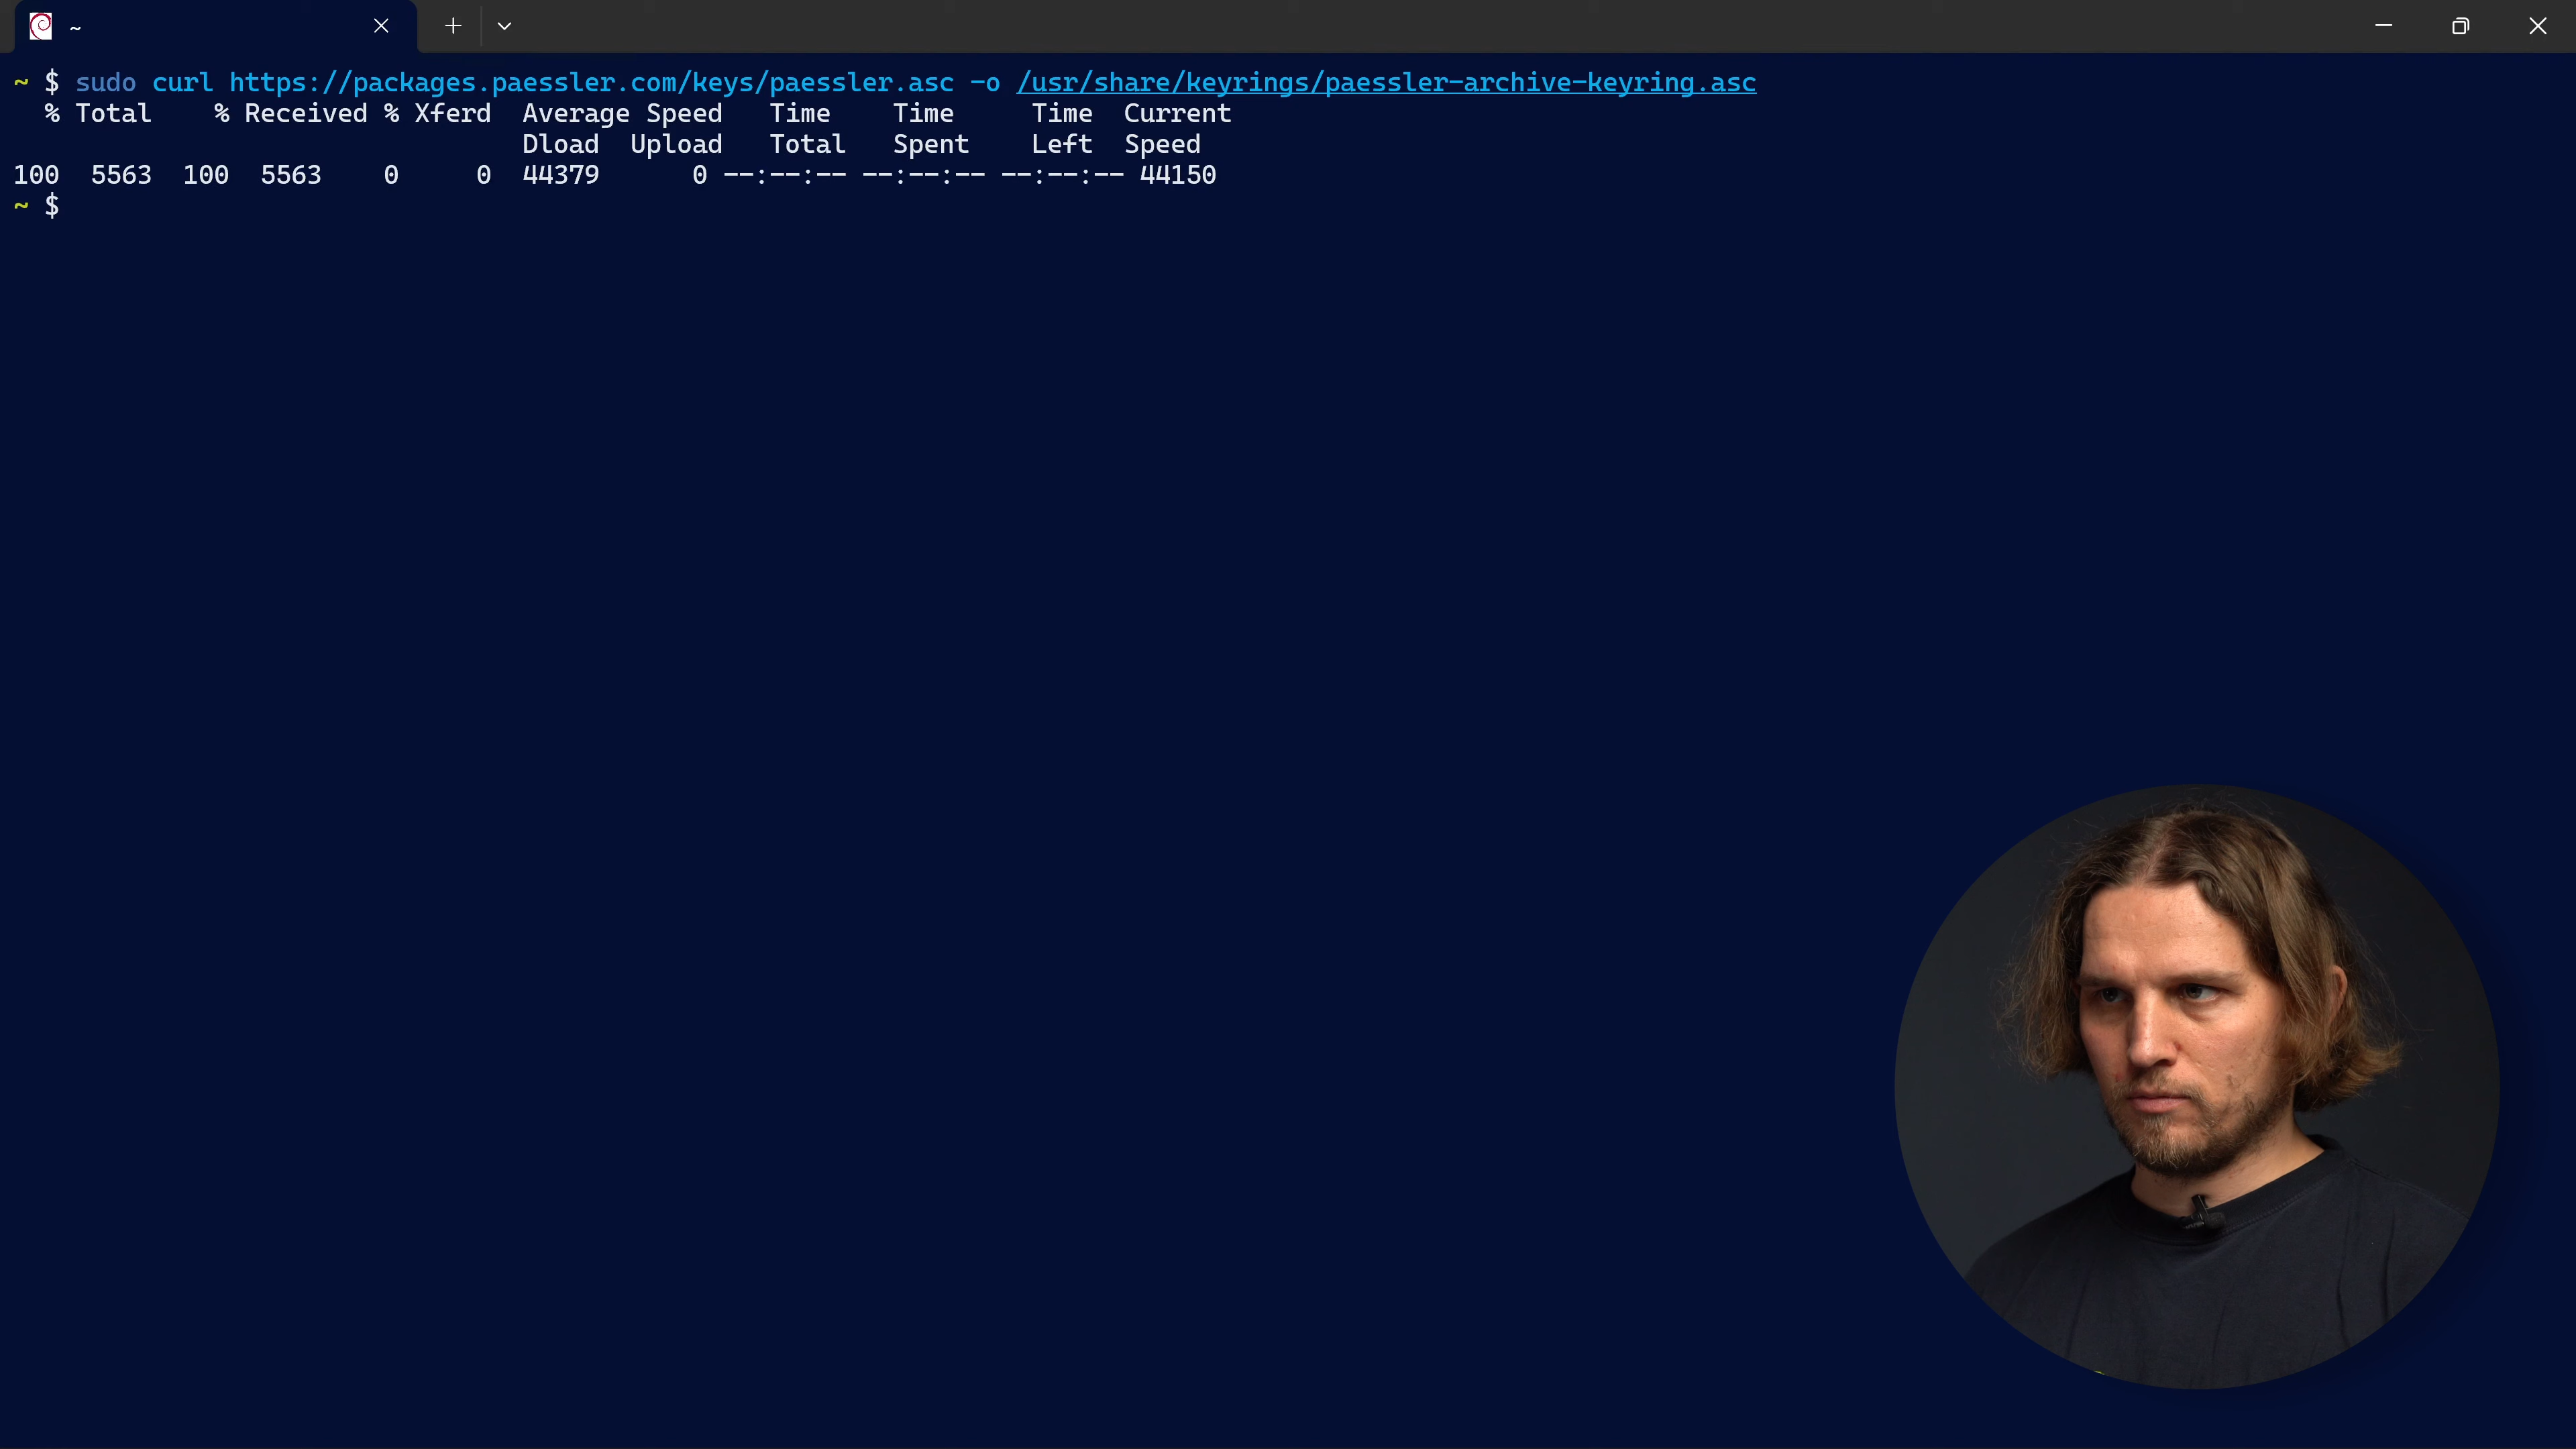 ~
~ $ sudo curl https://packages.paessler.com/keys/paessler.asc -o /usr/share/keyrings/paessler-archive-keyring.asc
% Total % Received % Xferd Average Speed Time Time Time Current
Dload Upload Total Spent Left Speed
100 5563 100 5563 0 0 44379 0 --:--:-- --:--:-- --:--:-- 44150
~ $